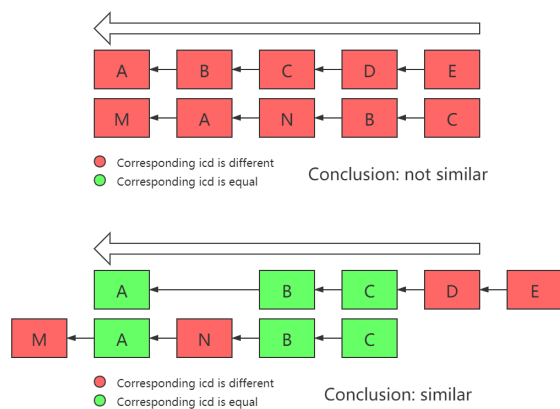 A B C D E
M A N B C
Corresponding icd is different
Corresponding icd is equal
Conclusion: not similar
A B C D E
M A N B C
Corresponding icd is different
Corresponding icd is equal
Conclusion: similar